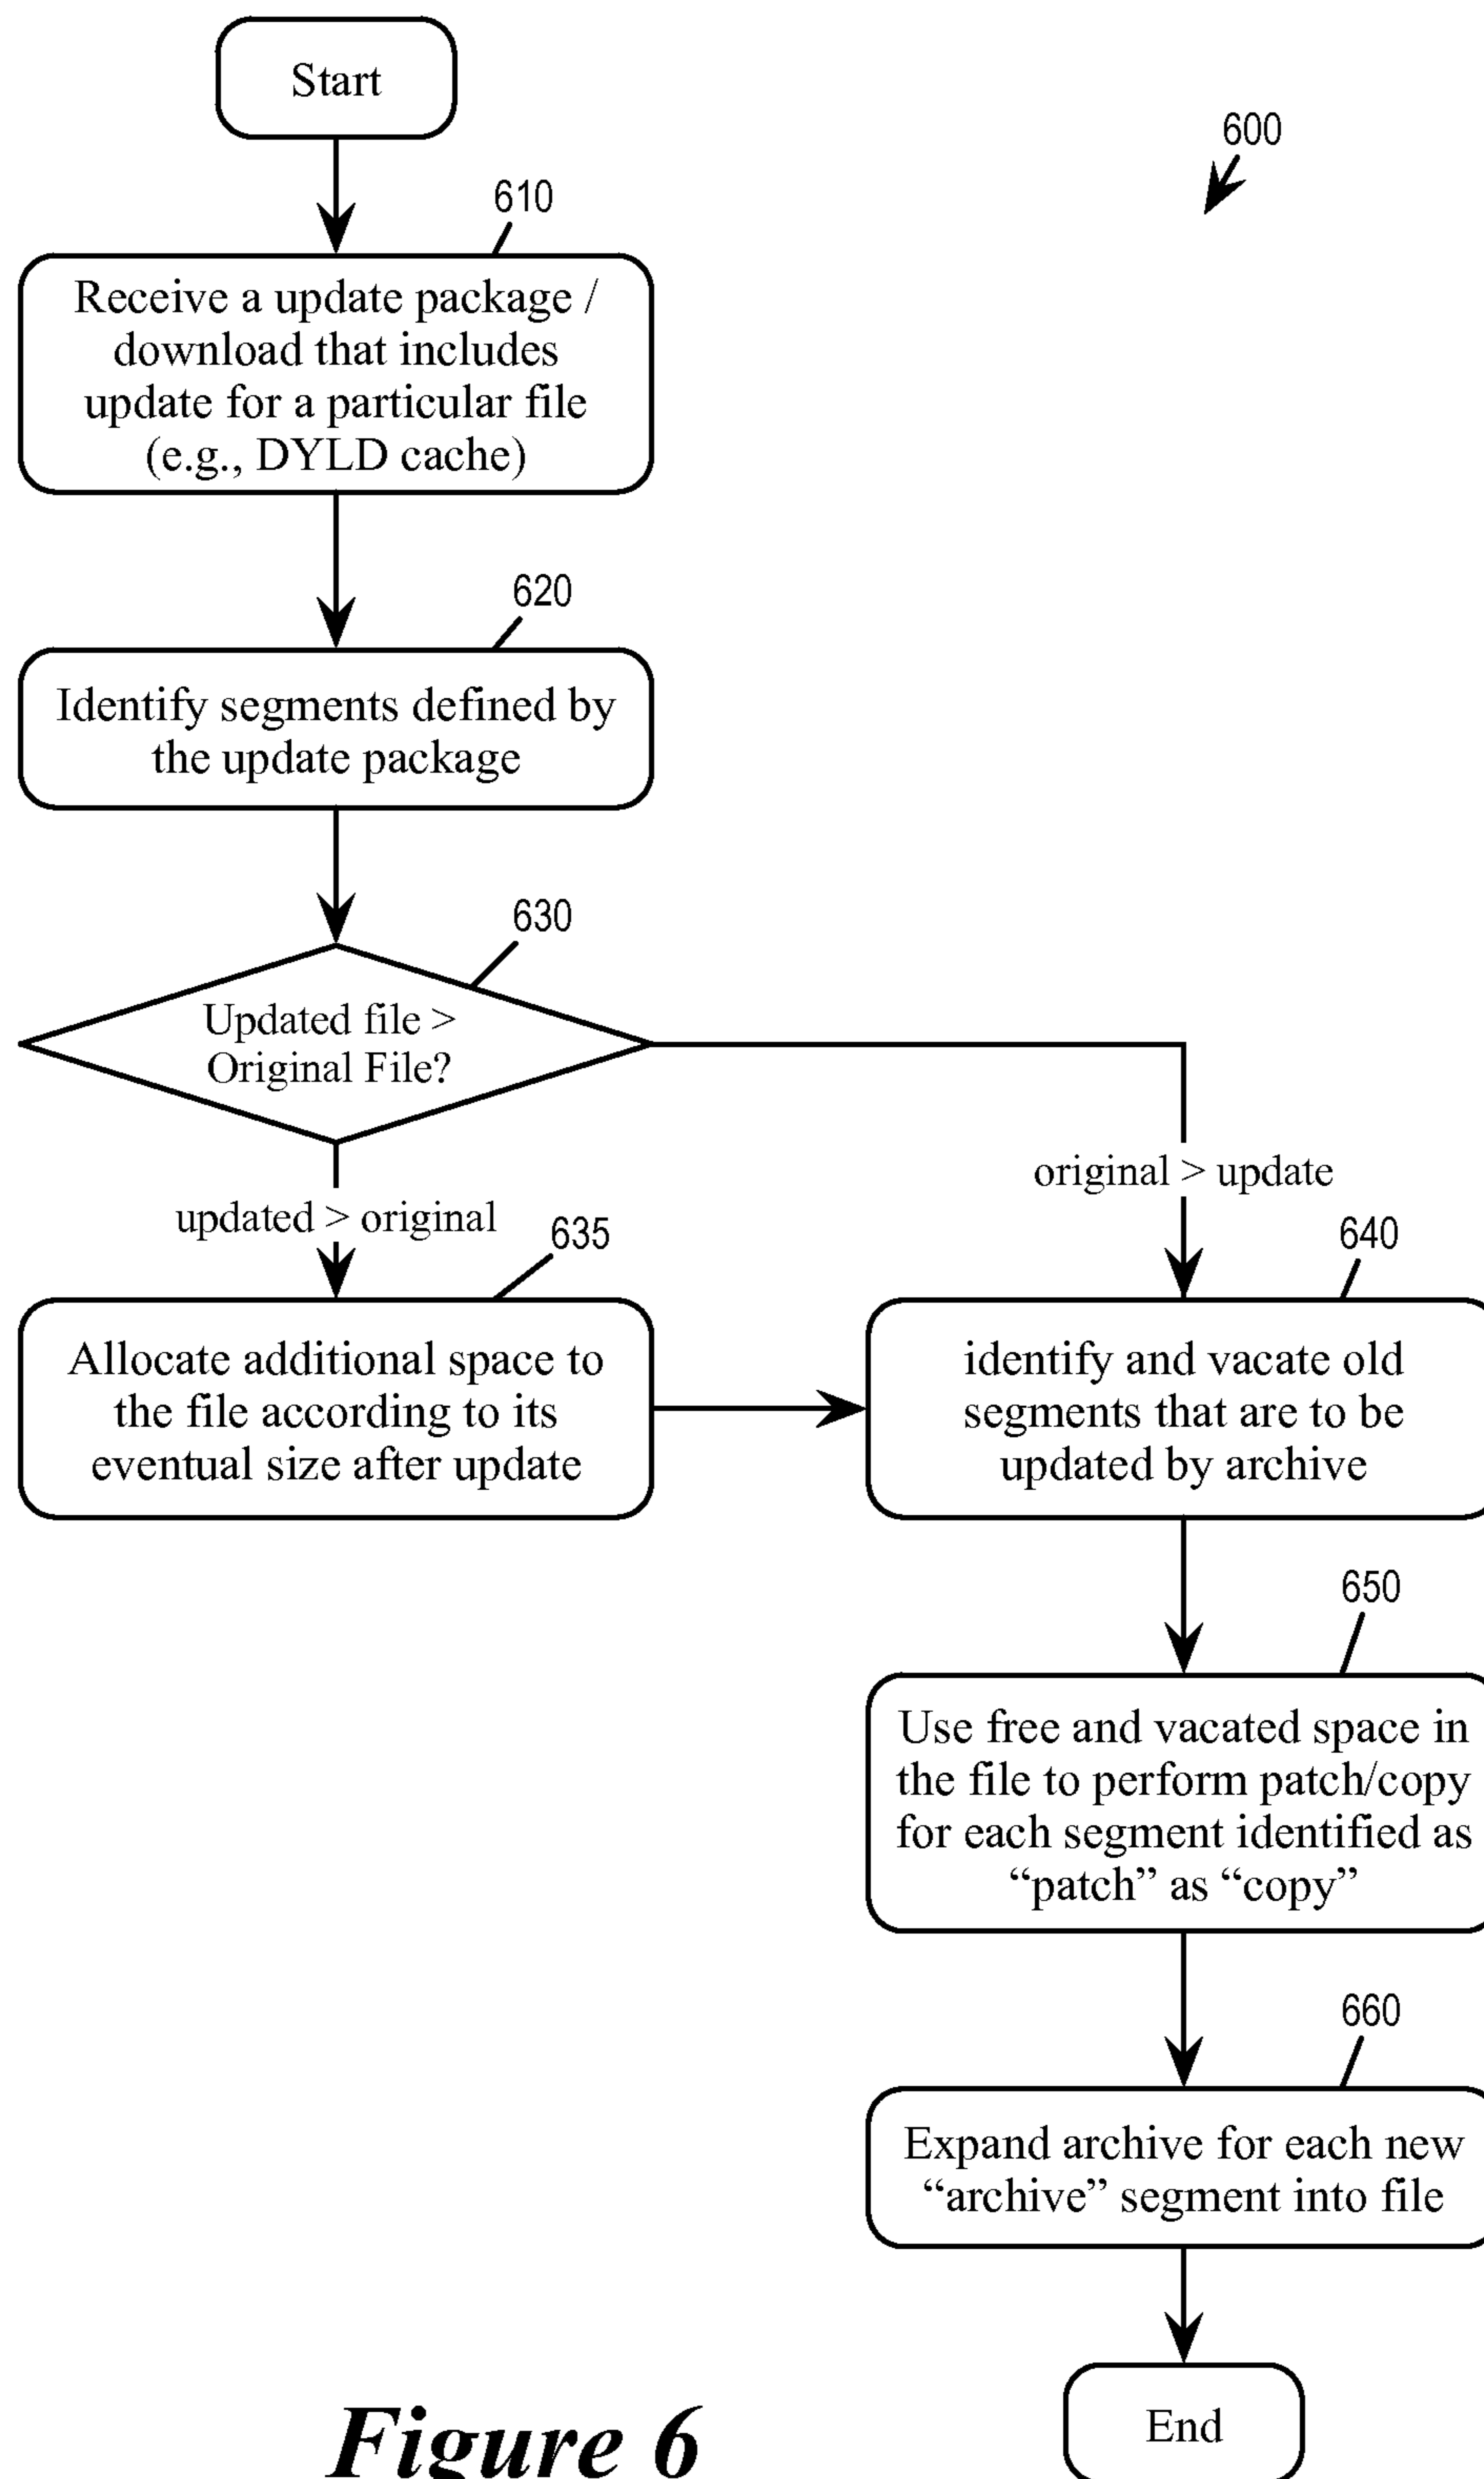 Start
600
610
Receive a update package /
download that includes
update for a particular file
(e.g., DYLD cache)
620
Identify segments defined by
the update package
630
Updated file >
Original File?
original > update
updated > original
635
640
Allocate additional space to
the file according to its
eventual size after update
identify and vacate old
segments that are to be
updated by archive
650
Use free and vacated space in
the file to perform patch/copy
for each segment identified as
“patch” as “copy”
660
Expand archive for each new
“archive” segment into file
End
Figure 6